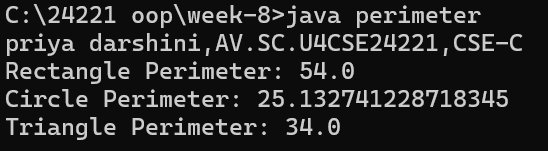 C:\24221 oop\week-8>java perimeter
priya darshini,AV.SC.U4CSE24221,CSE-C
Rectangle Perimeter: 54.0
Circle Perimeter: 25.132741228718345
Triangle Perimeter: 34.0